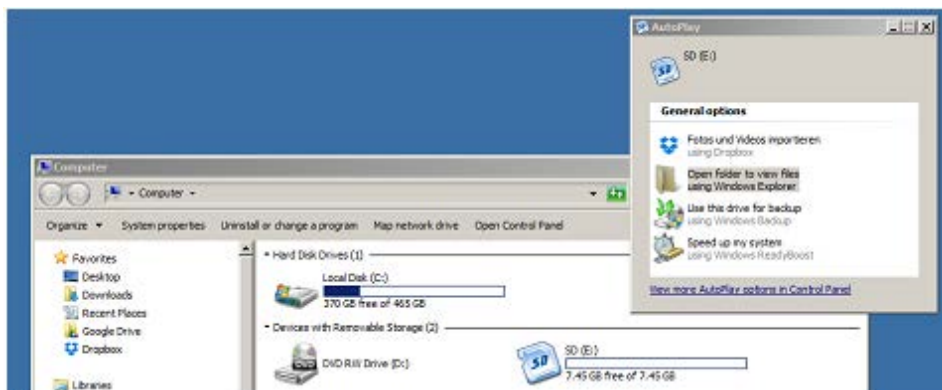 AutoPlay
SD (E:)
General options
Fotos und Videos importieren
using Dropbox
Open folder to view files
using Windows Explorer
Use this drive for backup
using Windows Backup
Speed up my system
using Windows ReadyBoost
View more AutoPlay options in Control Panel
Computer
Computer
Organize
System properties
Uninstall or change a program
Map network drive
Open Control Panel
Favorites
Desktop
Downloads
Recent Places
Google Drive
Dropbox
Libraries
Hard Disk Drives (1)
Local Disk (C:)
370 GB free of 465 GB
Devices with Removable Storage (2)
DVD RW Drive (D:)
SD (E:)
7.45 GB free of 7.45 GB